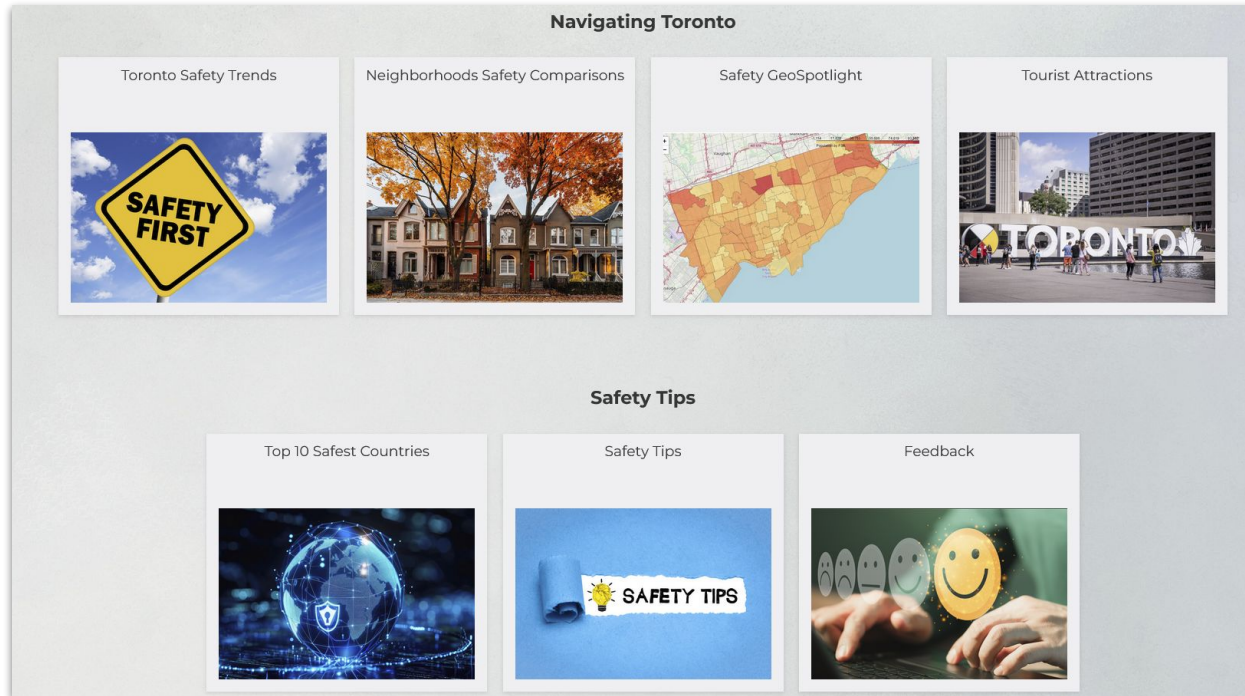 Navigating Toronto
Toronto Safety Trends
Neighborhoods Safety Comparisons
Safety GeoSpotlight
Tourist Attractions
SAFETY
FIRST
TORONTO
Safety Tips
Top 10 Safest Countries
Safety Tips
Feedback
SAFETY TIPS